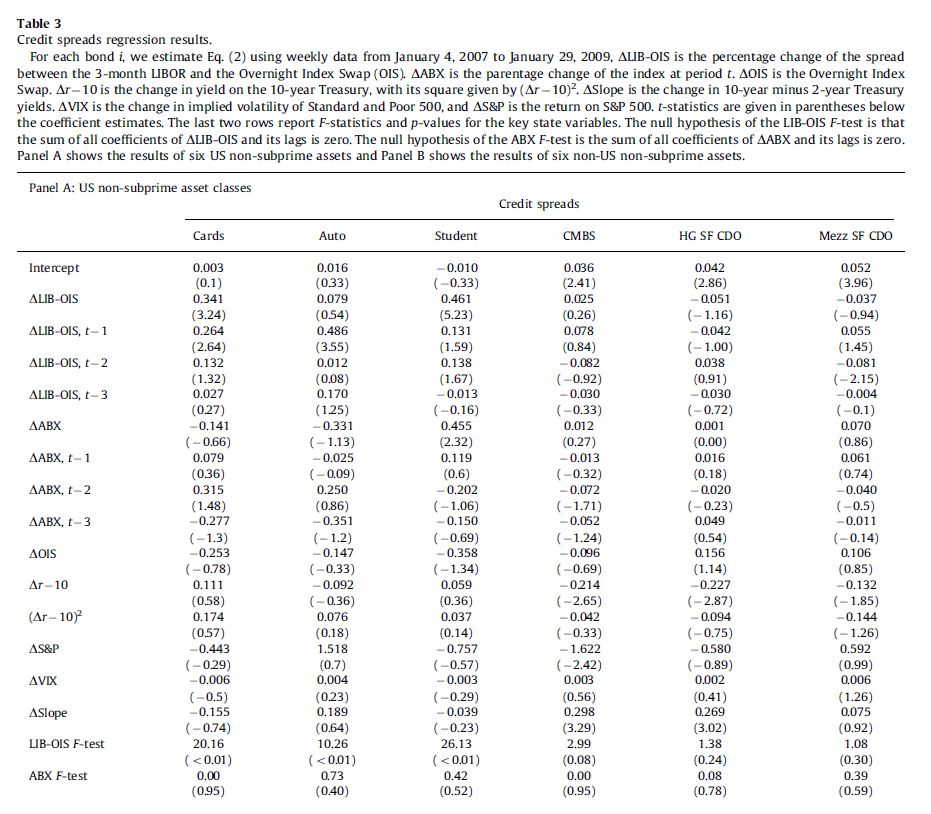 Table 3
Credit spreads regression results.
For each bond i, we estimate Eq. (2) using weekly data from January 4, 2007 to January 29, 2009, ΔLIB-OIS is the percentage change of the spread
between the 3-month LIBOR and the Overnight Index Swap (OIS). ΔABX is the parentage change of the index at period t. ΔOIS is the Overnight Index
Swap. Δr−10 is the change in yield on the 10-year Treasury, with its square given by (Δr−10)². ΔSlope is the change in 10-year minus 2-year Treasury
yields. ΔVIX is the change in implied volatility of Standard and Poor 500, and ΔS&P is the return on S&P 500. t-statistics are given in parentheses below
the coefficient estimates. The last two rows report F-statistics and p-values for the key state variables. The null hypothesis of the LIB-OIS F-test is that
the sum of all coefficients of ΔLIB-OIS and its lags is zero. The null hypothesis of the ABX F-test is the sum of all coefficients of ΔABX and its lags is zero.
Panel A shows the results of six US non-subprime assets and Panel B shows the results of six non-US non-subprime assets.
Panel A: US non-subprime asset classes
Credit spreads
Cards Auto Student CMBS HG SF CDO Mezz SF CDO
Intercept 0.003 0.016 −0.010 0.036 0.042 0.052
(0.1) (0.33) (−0.33) (2.41) (2.86) (3.96)
ΔLIB-OIS 0.341 0.079 0.461 0.025 −0.051 −0.037
(3.24) (0.54) (5.23) (0.26) (−1.16) (−0.94)
ΔLIB-OIS, t−1 0.264 0.486 0.131 0.078 −0.042 0.055
(2.64) (3.55) (1.59) (0.84) (−1.00) (1.45)
ΔLIB-OIS, t−2 0.132 0.012 0.138 −0.082 0.038 −0.081
(1.32) (0.08) (1.67) (−0.92) (0.91) (−2.15)
ΔLIB-OIS, t−3 0.027 0.170 −0.013 −0.030 −0.030 −0.004
(0.27) (1.25) (−0.16) (−0.33) (−0.72) (−0.1)
ΔABX −0.141 −0.331 0.455 0.012 0.001 0.070
(−0.66) (−1.13) (2.32) (0.27) (0.00) (0.86)
ΔABX, t−1 0.079 −0.025 0.119 −0.013 0.016 0.061
(0.36) (−0.09) (0.6) (−0.32) (0.18) (0.74)
ΔABX, t−2 0.315 0.250 −0.202 −0.072 −0.020 −0.040
(1.48) (0.86) (−1.06) (−1.71) (−0.23) (−0.5)
ΔABX, t−3 −0.277 −0.351 −0.150 −0.052 0.049 −0.011
(−1.3) (−1.2) (−0.69) (−1.24) (0.54) (−0.14)
ΔOIS −0.253 −0.147 −0.358 −0.096 0.156 0.106
(−0.78) (−0.33) (−1.34) (−0.69) (1.14) (0.85)
Δr−10 0.111 −0.092 0.059 −0.214 −0.227 −0.132
(0.58) (−0.36) (0.36) (−2.65) (−2.87) (−1.85)
(Δr−10)² 0.174 0.076 0.037 −0.042 −0.094 −0.144
(0.57) (0.18) (0.14) (−0.33) (−0.75) (−1.26)
ΔS&P −0.443 1.518 −0.757 −1.622 −0.580 0.592
(−0.29) (0.7) (−0.57) (−2.42) (−0.89) (0.99)
ΔVIX −0.006 0.004 −0.003 0.003 0.002 0.006
(−0.5) (0.23) (−0.29) (0.56) (0.41) (1.26)
ΔSlope −0.155 0.189 −0.039 0.298 0.269 0.075
(−0.74) (0.64) (−0.23) (3.29) (3.02) (0.92)
LIB-OIS F-test 20.16 10.26 26.13 2.99 1.38 1.08
(<0.01) (<0.01) (<0.01) (0.08) (0.24) (0.30)
ABX F-test 0.00 0.73 0.42 0.00 0.08 0.39
(0.95) (0.40) (0.52) (0.95) (0.78) (0.59)